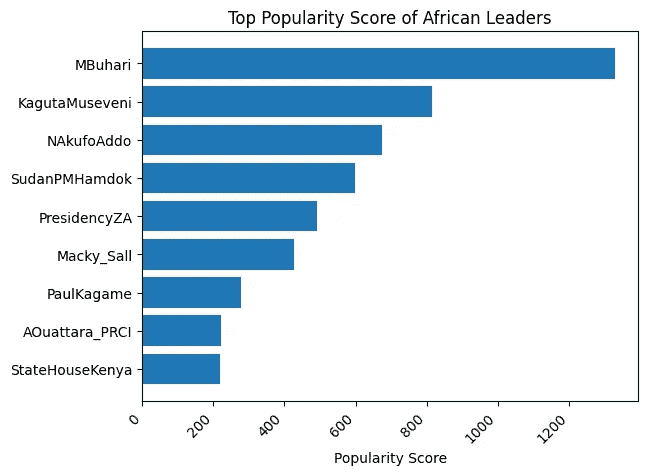 Top Popularity Score of African Leaders
MBuhari
KagutaMuseveni
NAkufoAddo
SudanPMHamdok
PresidencyZA
Macky_Sall
PaulKagame
AOuattara_PRCI
StateHouseKenya
0 200 400 600 800 1000 1200
Popularity Score